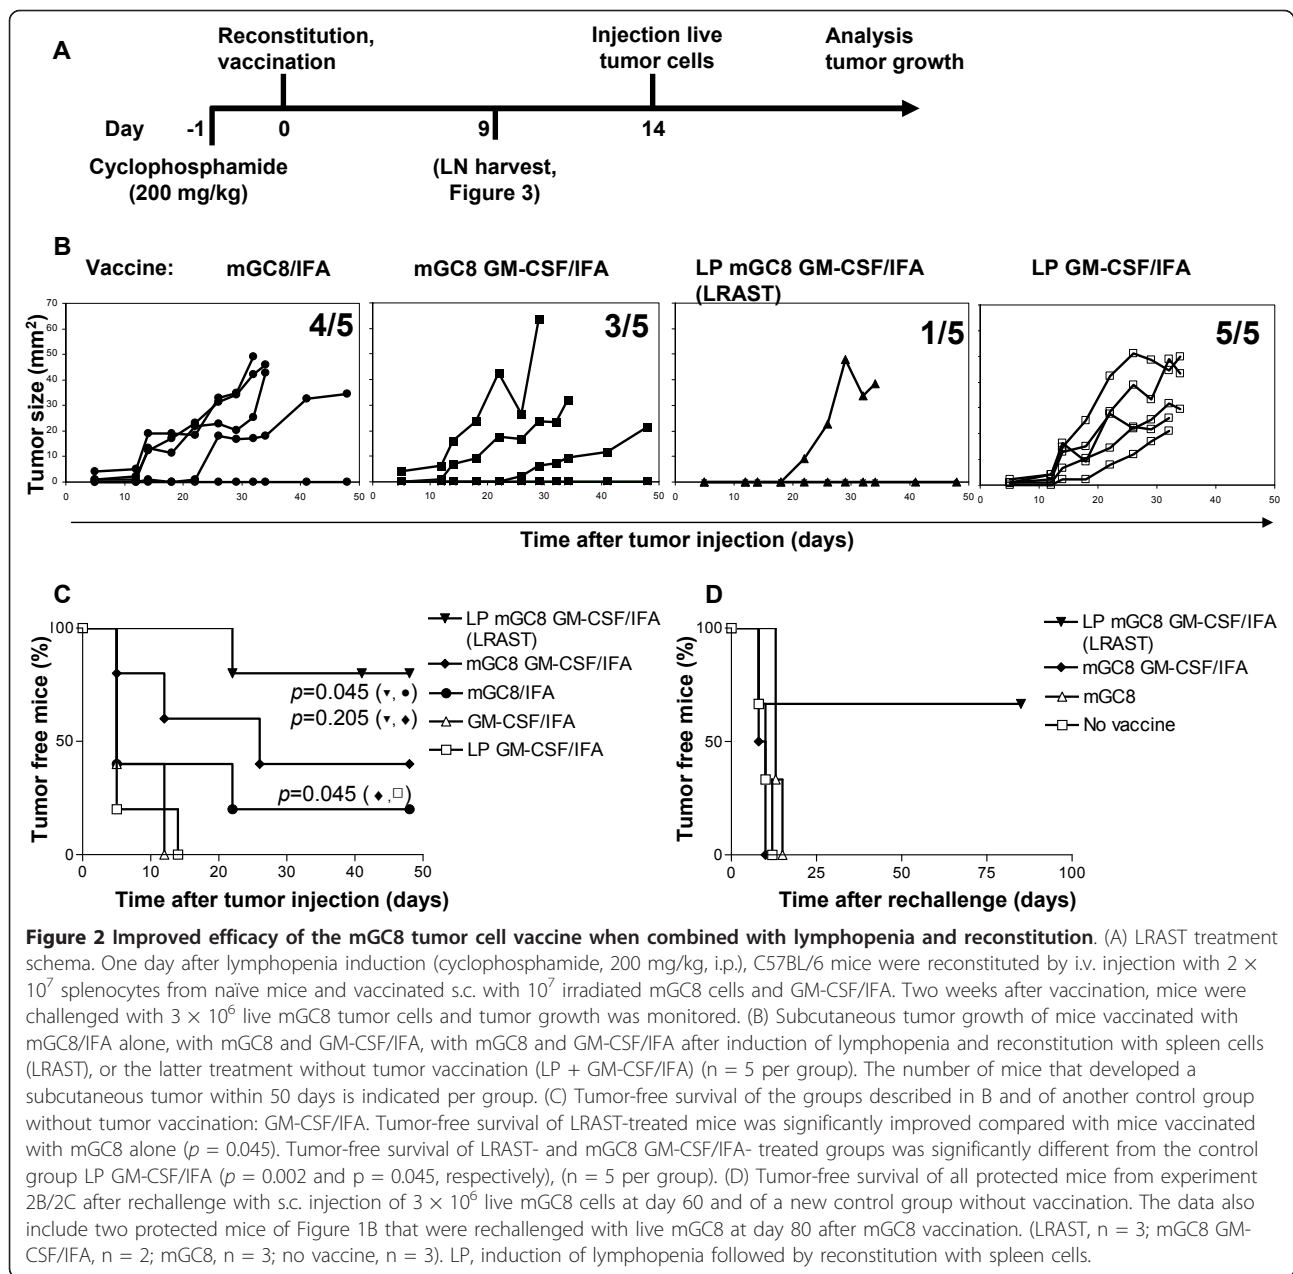 A
Reconstitution,
vaccination
Injection live
tumor cells
Analysis
tumor growth
Day -1 0 9 14
Cyclophosphamide
(200 mg/kg)
(LN harvest,
Figure 3)
B
Vaccine: mGC8/IFA mGC8 GM-CSF/IFA LP mGC8 GM-CSF/IFA
(LRAST) LP GM-CSF/IFA
4/5 3/5 1/5 5/5
Tumor size (mm²)
70
60
50
40
30
20
10
0
0 10 20 30 40 50
0 10 20 30 40 50
0 10 20 30 40 50
0 10 20 30 40 50
Time after tumor injection (days)
C
Tumor free mice (%)
100
50
0
0 10 20 30 40 50
Time after tumor injection (days)
LP mGC8 GM-CSF/IFA
(LRAST)
mGC8 GM-CSF/IFA
mGC8/IFA
GM-CSF/IFA
LP GM-CSF/IFA
p=0.045 (▼, ●)
p=0.205 (▼, ◆)
p=0.045 ( ◆ ,□)
D
Tumor free mice (%)
100
50
0
0 25 50 75 100
Time after rechallenge (days)
LP mGC8 GM-CSF/IFA
(LRAST)
mGC8 GM-CSF/IFA
mGC8
No vaccine
Figure 2 Improved efficacy of the mGC8 tumor cell vaccine when combined with lymphopenia and reconstitution. (A) LRAST treatment
schema. One day after lymphopenia induction (cyclophosphamide, 200 mg/kg, i.p.), C57BL/6 mice were reconstituted by i.v. injection with 2 ×
10⁷ splenocytes from naïve mice and vaccinated s.c. with 10⁷ irradiated mGC8 cells and GM-CSF/IFA. Two weeks after vaccination, mice were
challenged with 3 × 10⁶ live mGC8 tumor cells and tumor growth was monitored. (B) Subcutaneous tumor growth of mice vaccinated with
mGC8/IFA alone, with mGC8 and GM-CSF/IFA, with mGC8 and GM-CSF/IFA after induction of lymphopenia and reconstitution with spleen cells
(LRAST), or the latter treatment without tumor vaccination (LP + GM-CSF/IFA) (n = 5 per group). The number of mice that developed a
subcutaneous tumor within 50 days is indicated per group. (C) Tumor-free survival of the groups described in B and of another control group
without tumor vaccination: GM-CSF/IFA. Tumor-free survival of LRAST-treated mice was significantly improved compared with mice vaccinated
with mGC8 alone (p = 0.045). Tumor-free survival of LRAST- and mGC8 GM-CSF/IFA- treated groups was significantly different from the control
group LP GM-CSF/IFA (p = 0.002 and p = 0.045, respectively), (n = 5 per group). (D) Tumor-free survival of all protected mice from experiment
2B/2C after rechallenge with s.c. injection of 3 × 10⁶ live mGC8 cells at day 60 and of a new control group without vaccination. The data also
include two protected mice of Figure 1B that were rechallenged with live mGC8 at day 80 after mGC8 vaccination. (LRAST, n = 3; mGC8 GM-
CSF/IFA, n = 2; mGC8, n = 3; no vaccine, n = 3). LP, induction of lymphopenia followed by reconstitution with spleen cells.